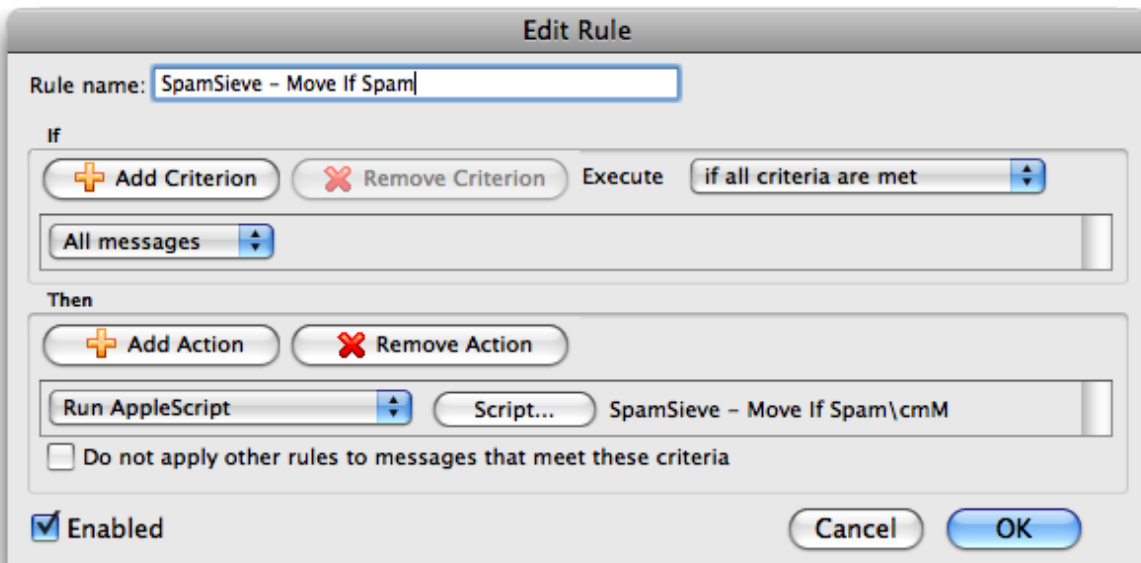 Edit Rule
Rule name: SpamSieve – Move If Spam
If
Add Criterion Remove Criterion Execute if all criteria are met
All messages
Then
Add Action Remove Action
Run AppleScript Script... SpamSieve – Move If Spam\cmM
Do not apply other rules to messages that meet these criteria
Enabled Cancel OK